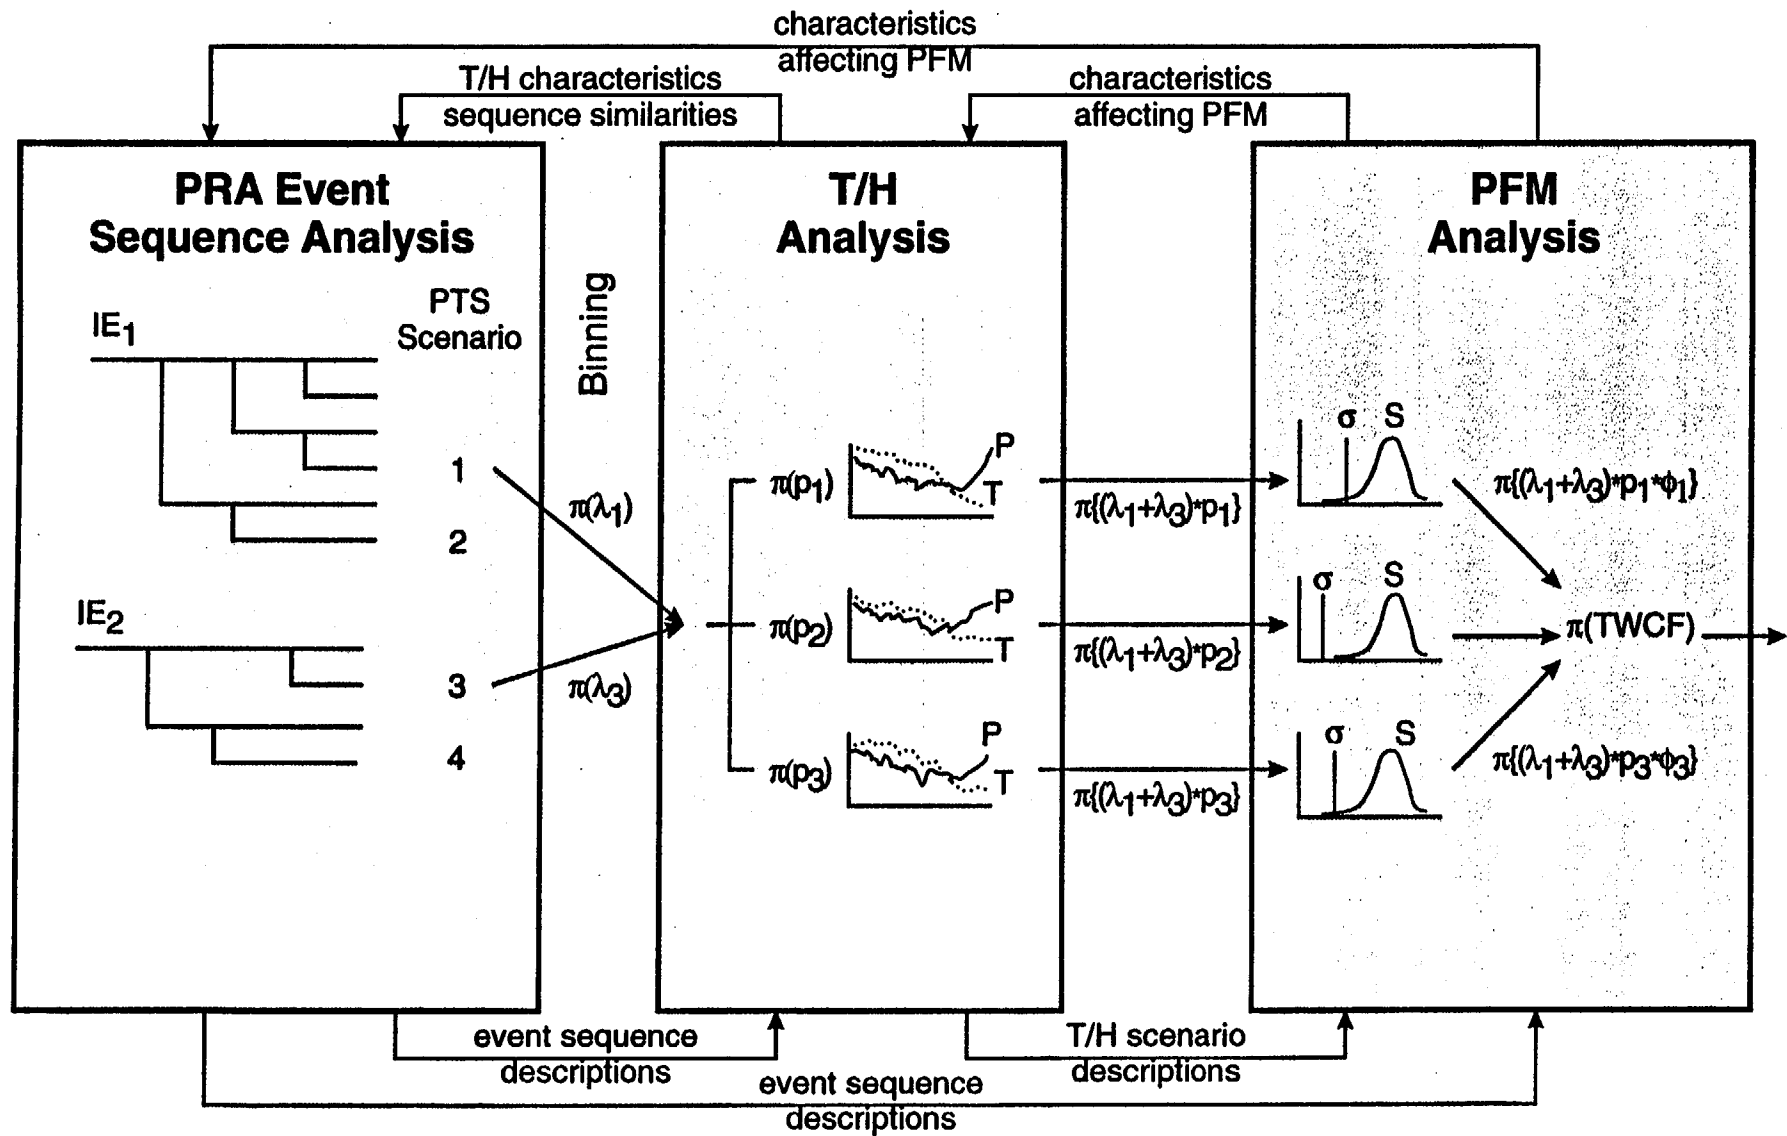 characteristics
affecting PFM
T/H characteristics
sequence similarities
characteristics
affecting PFM
PRA Event
Sequence Analysis
PTS
Scenario
IE1
1
2
IE2
3
4
Binning
π(λ1)
π(λ3)
T/H
Analysis
π(p1)
P
T
π(p2)
P
T
π(p3)
P
T
π{(λ1+λ3)*p1}
π{(λ1+λ3)*p2}
π{(λ1+λ3)*p3}
PFM
Analysis
σ S
σ S
σ S
π{(λ1+λ3)*p1*ϕ1}
π(TWCF)
π{(λ1+λ3)*p3*ϕ3}
event sequence
descriptions
T/H scenario
descriptions
event sequence
descriptions